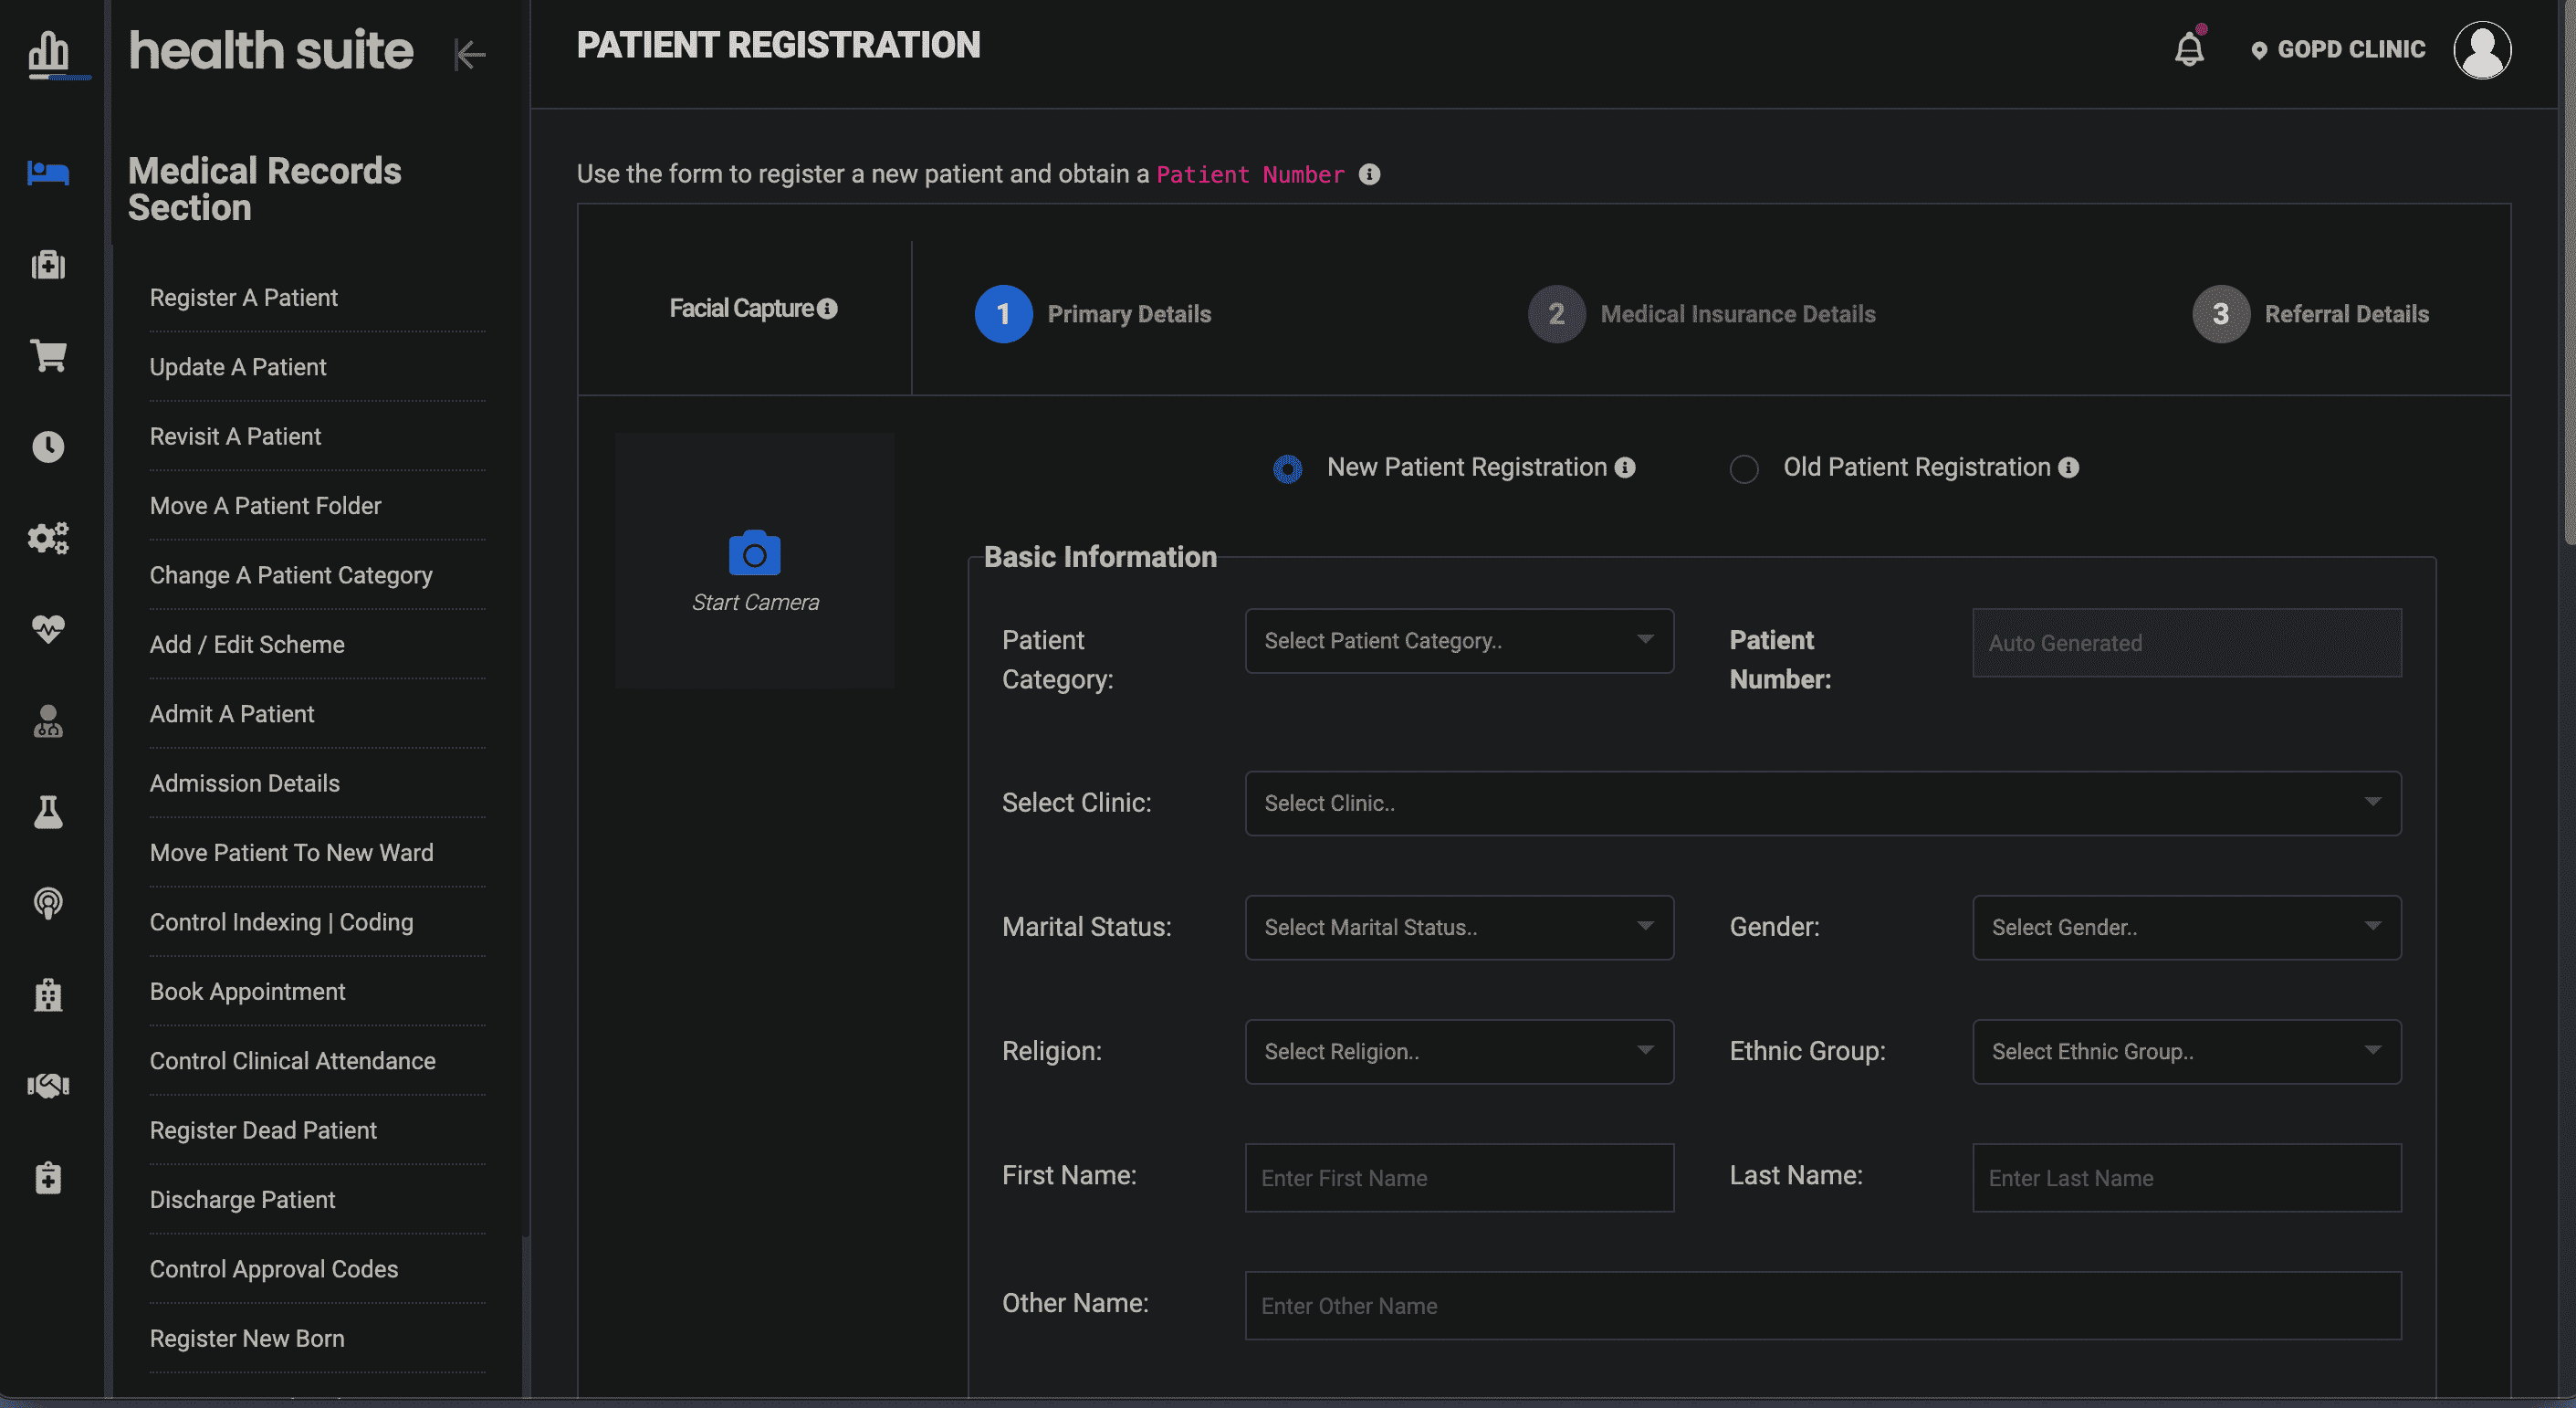 health suite
PATIENT REGISTRATION
GOPD CLINIC
Medical Records
Section
Register A Patient
Update A Patient
Revisit A Patient
Move A Patient Folder
Change A Patient Category
Add / Edit Scheme
Admit A Patient
Admission Details
Move Patient To New Ward
Control Indexing | Coding
Book Appointment
Control Clinical Attendance
Register Dead Patient
Discharge Patient
Control Approval Codes
Register New Born
Use the form to register a new patient and obtain a Patient Number
Facial Capture
1 Primary Details
2 Medical Insurance Details
3 Referral Details
Start Camera
New Patient Registration
Old Patient Registration
Basic Information
Patient
Category:
Select Patient Category..
Patient
Number:
Auto Generated
Select Clinic:
Select Clinic..
Marital Status:
Select Marital Status..
Gender:
Select Gender..
Religion:
Select Religion..
Ethnic Group:
Select Ethnic Group..
First Name:
Enter First Name
Last Name:
Enter Last Name
Other Name:
Enter Other Name